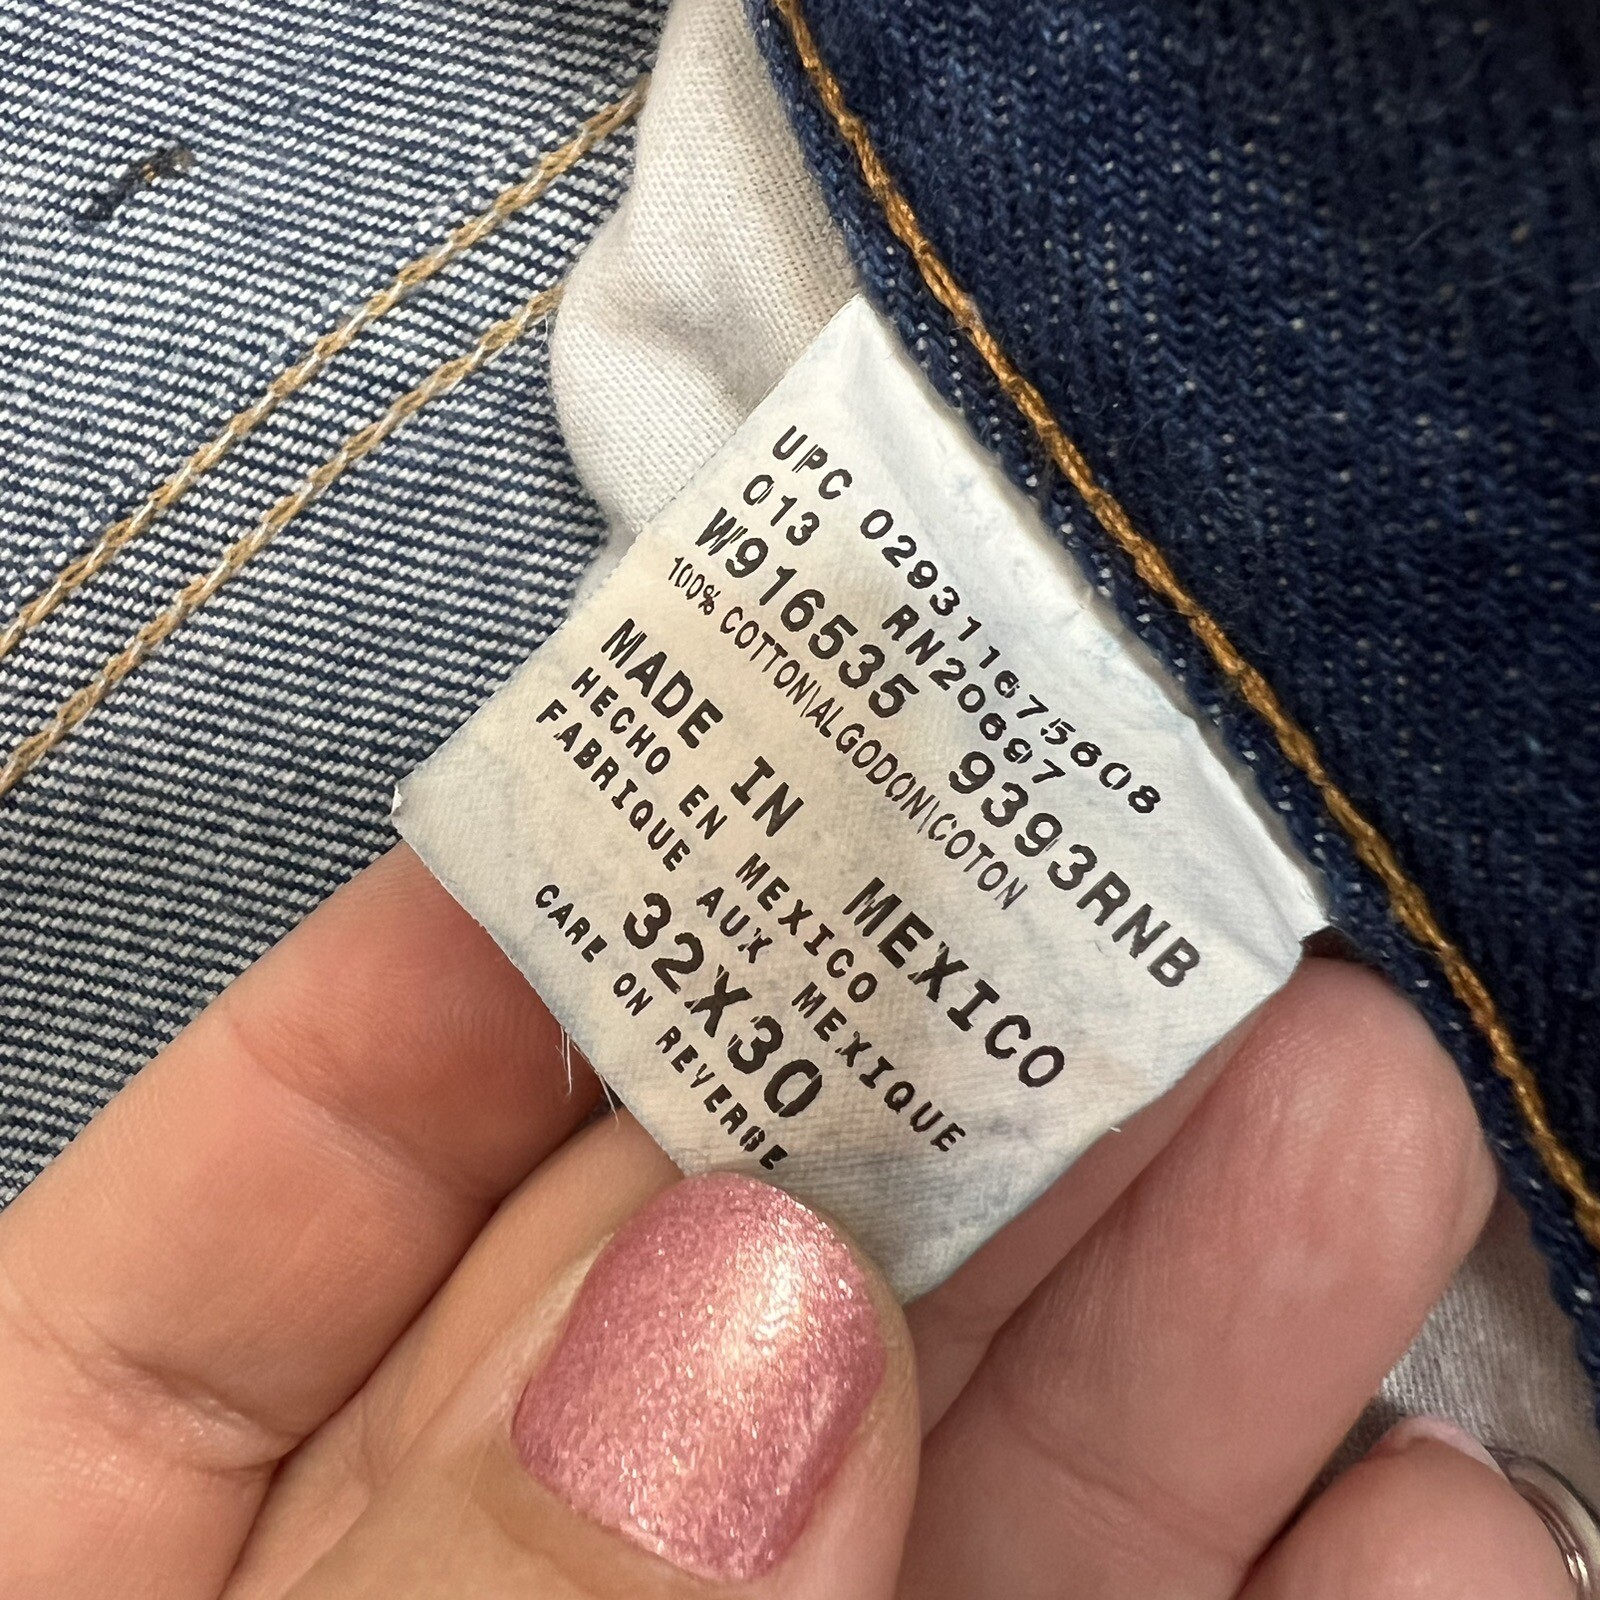 UPC 029311675608
013 RN20697
W916535 9393RNB
100% COTTON\ALGODON\COTON
MADE IN MEXICO
HECHO EN MEXICO
FABRIQUE AUX MEXIQUE
32X30
CARE ON REVERSE